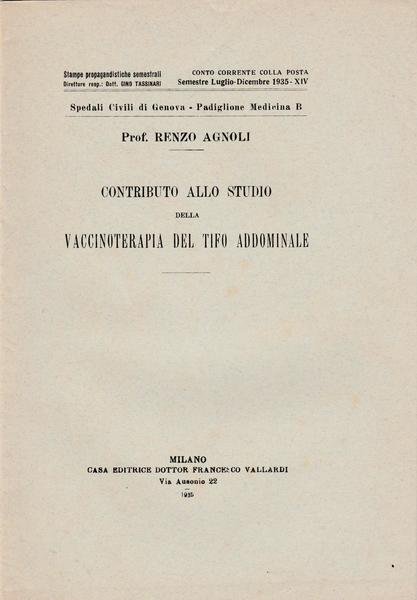 Stampe propagandistiche semestrali
Direttore resp.: Dott. GINO TASSINARI
CONTO CORRENTE COLLA POSTA
Semestre Luglio-Dicembre 1935-XIV
Spedali Civili di Genova - Padiglione Medicina B
Prof. RENZO AGNOLI
CONTRIBUTO ALLO STUDIO
DELLA
VACCINOTERAPIA DEL TIFO ADDOMINALE
MILANO
CASA EDITRICE DOTTOR FRANCESCO VALLARDI
Via Ausonio 22
1935